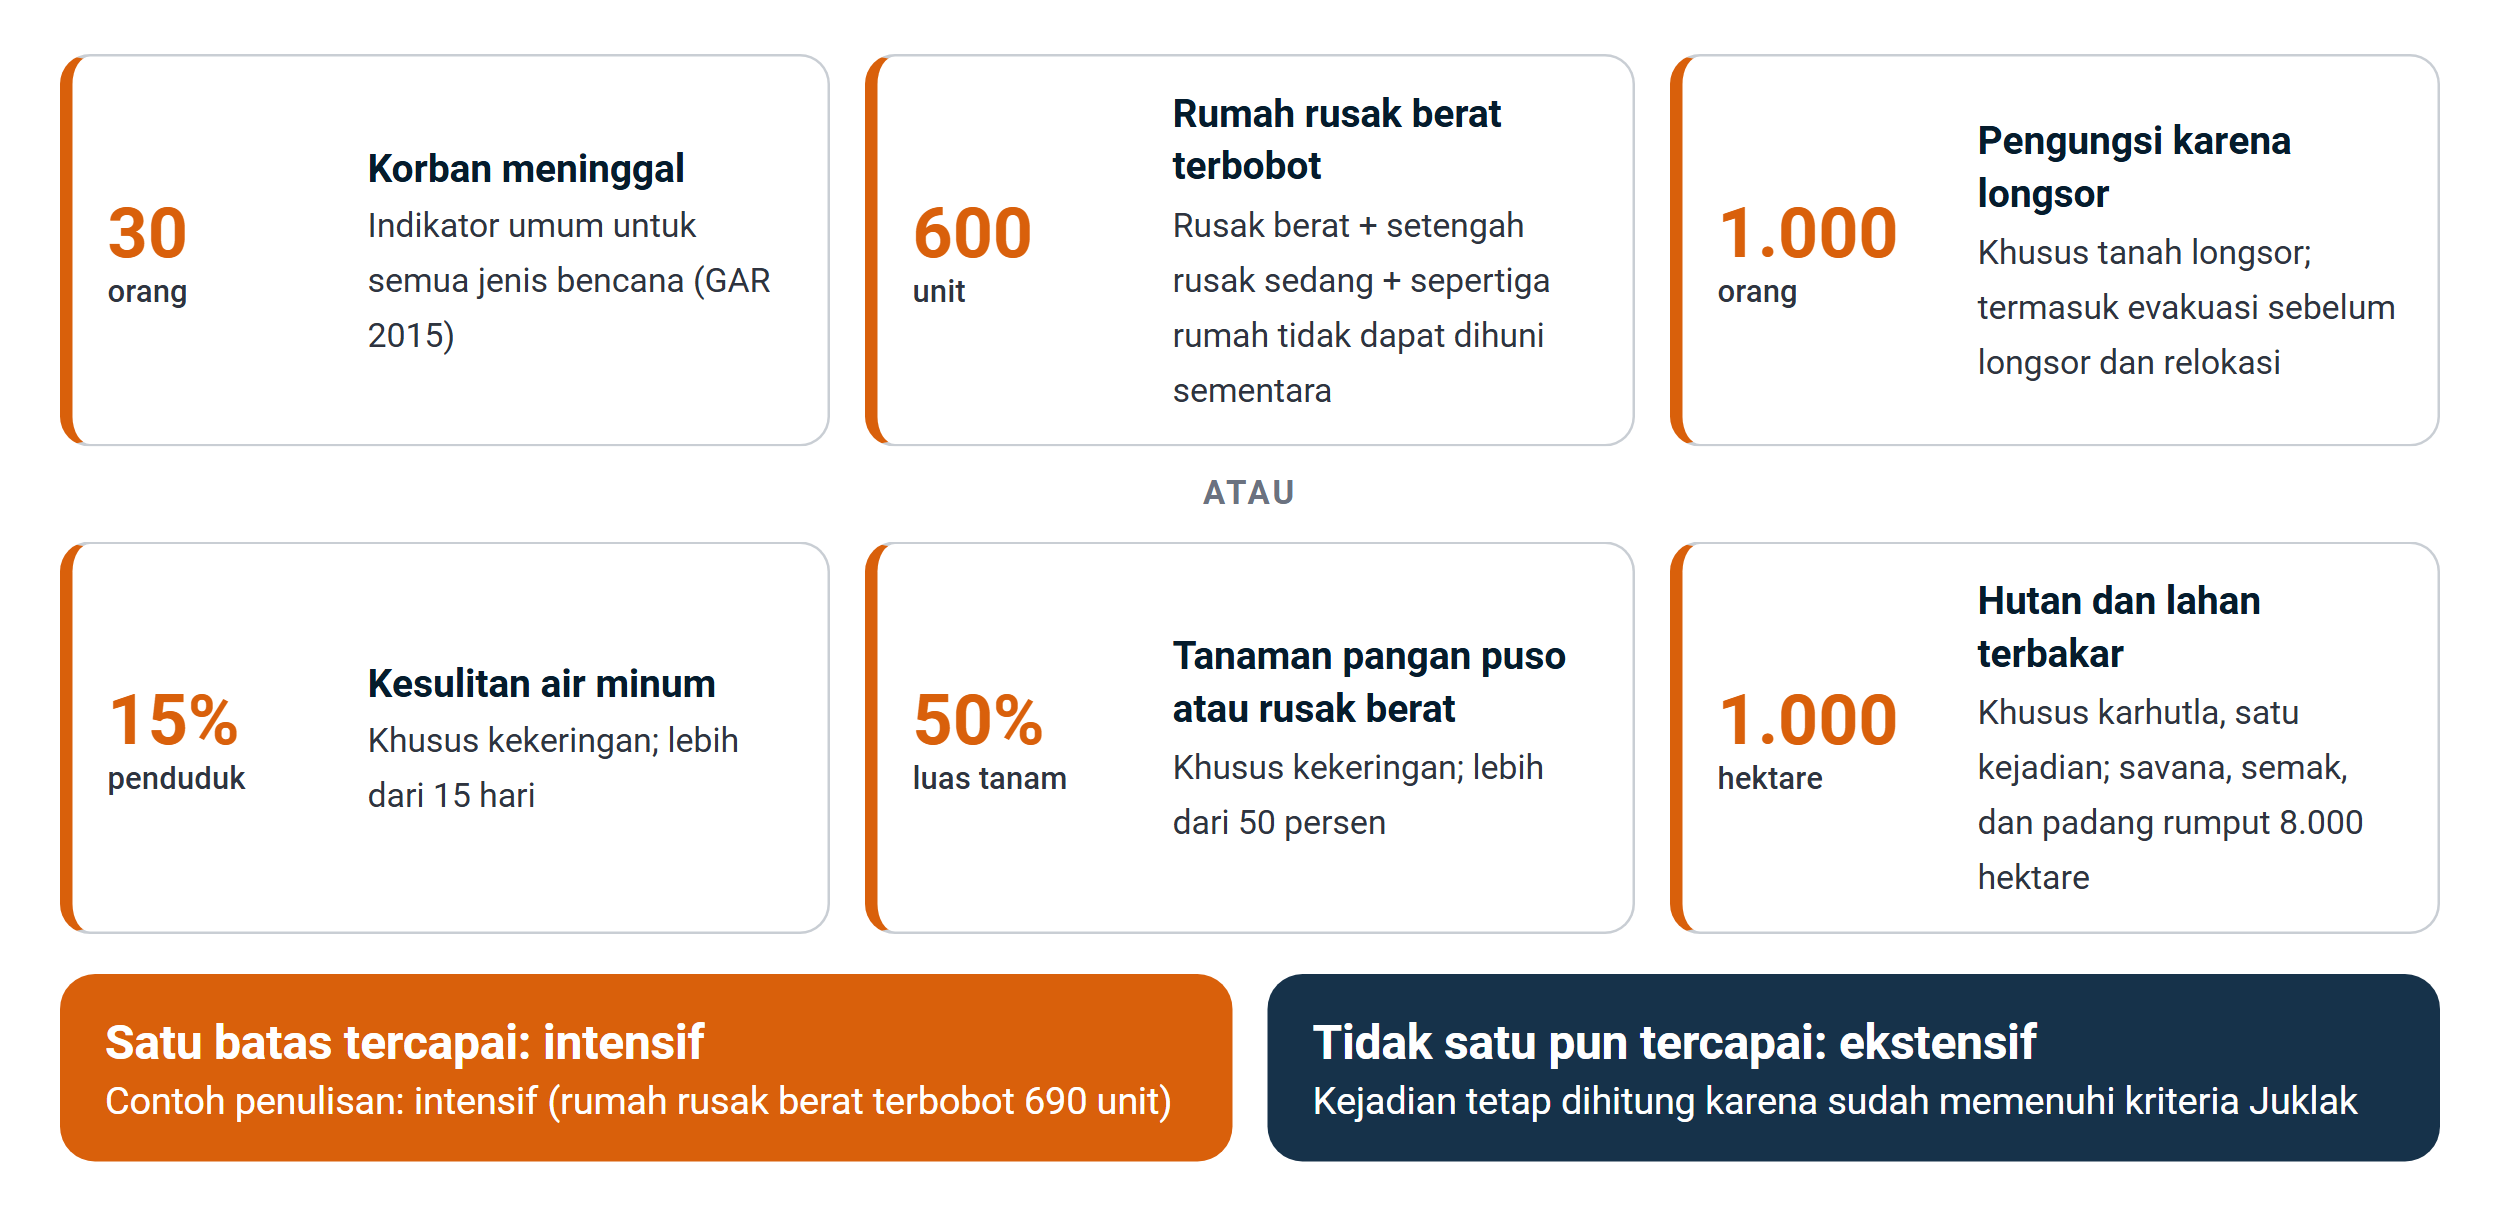 30
orang
Korban meninggal
Indikator umum untuk
semua jenis bencana (GAR
2015)
600
unit
Rumah rusak berat
terbobot
Rusak berat + setengah
rusak sedang + sepertiga
rumah tidak dapat dihuni
sementara
1.000
orang
Pengungsi karena
longsor
Khusus tanah longsor;
termasuk evakuasi sebelum
longsor dan relokasi
ATAU
15%
penduduk
Kesulitan air minum
Khusus kekeringan; lebih
dari 15 hari
50%
luas tanam
Tanaman pangan puso
atau rusak berat
Khusus kekeringan; lebih
dari 50 persen
1.000
hektare
Hutan dan lahan
terbakar
Khusus karhutla, satu
kejadian; savana, semak,
dan padang rumput 8.000
hektare
Satu batas tercapai: intensif
Contoh penulisan: intensif (rumah rusak berat terbobot 690 unit)
Tidak satu pun tercapai: ekstensif
Kejadian tetap dihitung karena sudah memenuhi kriteria Juklak